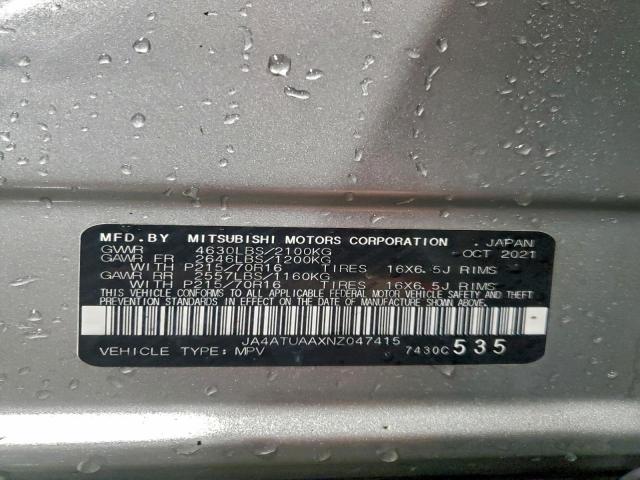 MFD.BY MITSUBISHI MOTORS CORPORATION JAPAN
GVWR 4630LBS/2100KG OCT 2021
GAWR FR 2646LBS/1200KG
WITH P215/70R16 TIRES 16X6.5J RIMS
GAWR RR 2557LBS/1160KG
WITH P215/70R16 TIRES 16X6.5J RIMS
THIS VEHICLE CONFORMS TO ALL APPLICABLE FEDERAL MOTOR VEHICLE SAFETY AND THEFT
PREVENTION STANDARDS IN EFFECT ON THE DATE OF MANUFACTURE SHOWN ABOVE.
JA4ATUAAXNZ047415
VEHICLE TYPE: MPV 7430C535